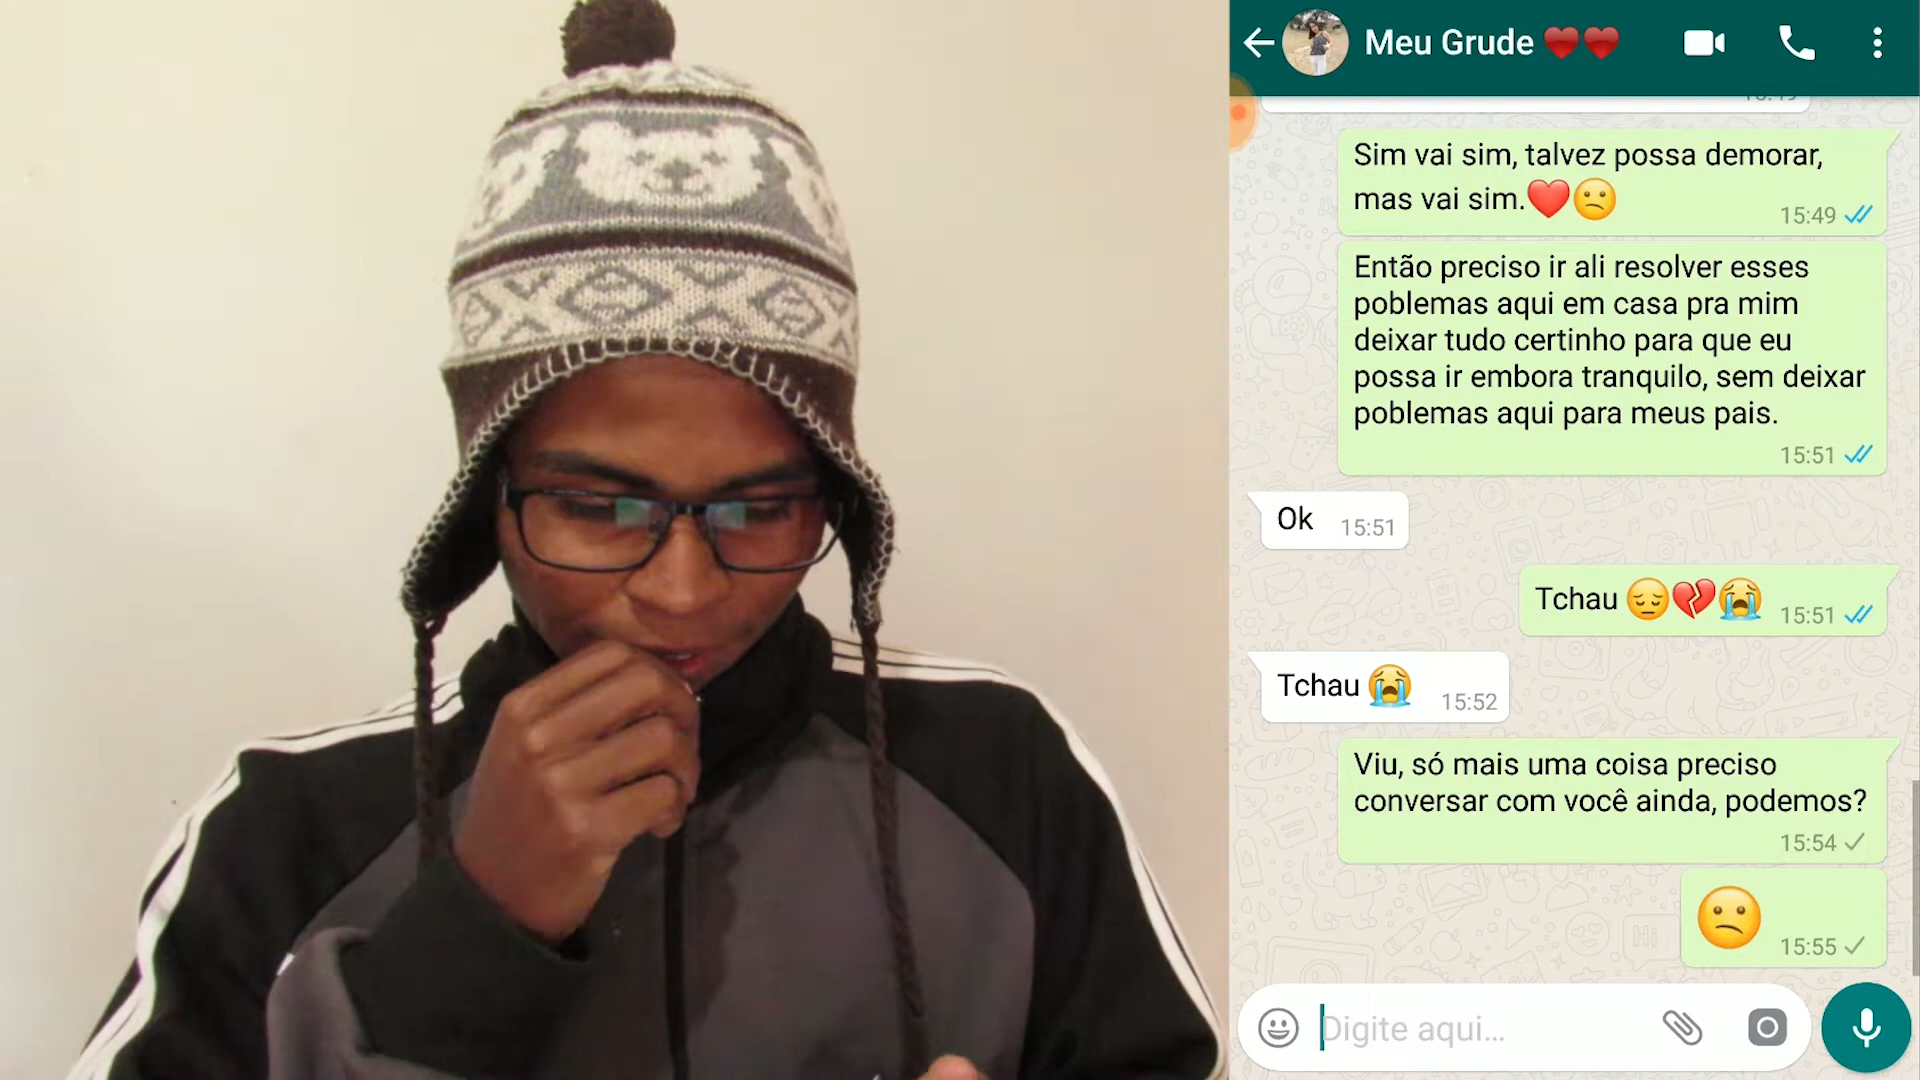 Meu Grude
Sim vai sim, talvez possa demorar,
mas vai sim.❤️😕
15:49
Então preciso ir ali resolver esses
poblemas aqui em casa pra mim
deixar tudo certinho para que eu
possa ir embora tranquilo, sem deixar
poblemas aqui para meus pais.
15:51
Ok 15:51
Tchau 😔💔😭 15:51
Tchau 😭 15:52
Viu, só mais uma coisa preciso
conversar com você ainda, podemos?
15:54
😕 15:55
Digite aqui...